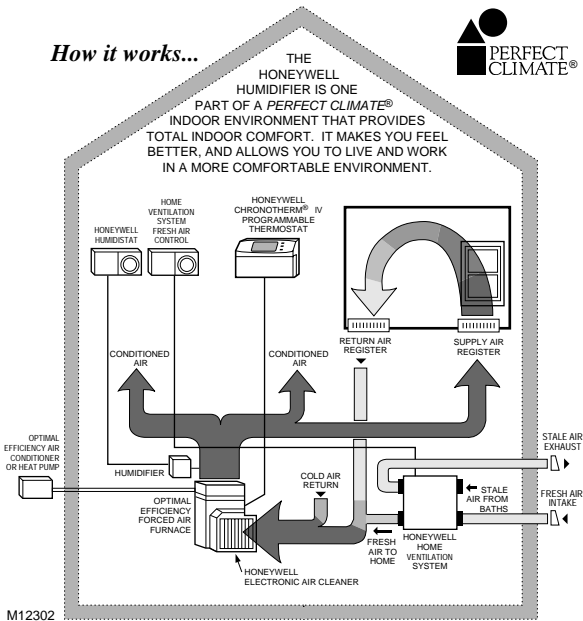 How it works...
PERFECT
CLIMATE®
THE
HONEYWELL
HUMIDIFIER IS ONE
PART OF A PERFECT CLIMATE®
INDOOR ENVIRONMENT THAT PROVIDES
TOTAL INDOOR COMFORT. IT MAKES YOU FEEL
BETTER, AND ALLOWS YOU TO LIVE AND WORK
IN A MORE COMFORTABLE ENVIRONMENT.
HONEYWELL
HUMIDISTAT
HOME
VENTILATION
SYSTEM
FRESH AIR
CONTROL
HONEYWELL
CHRONOTHERM® IV
PROGRAMMABLE
THERMOSTAT
RETURN AIR
REGISTER
SUPPLY AIR
REGISTER
CONDITIONED
AIR
CONDITIONED
AIR
OPTIMAL
EFFICIENCY AIR
CONDITIONER
OR HEAT PUMP
HUMIDIFIER
OPTIMAL
EFFICIENCY
FORCED AIR
FURNACE
COLD AIR
RETURN
STALE AIR
EXHAUST
STALE
AIR FROM
BATHS
FRESH AIR
INTAKE
FRESH
AIR TO
HOME
HONEYWELL
HOME
VENTILATION
SYSTEM
HONEYWELL
ELECTRONIC AIR CLEANER
M12302